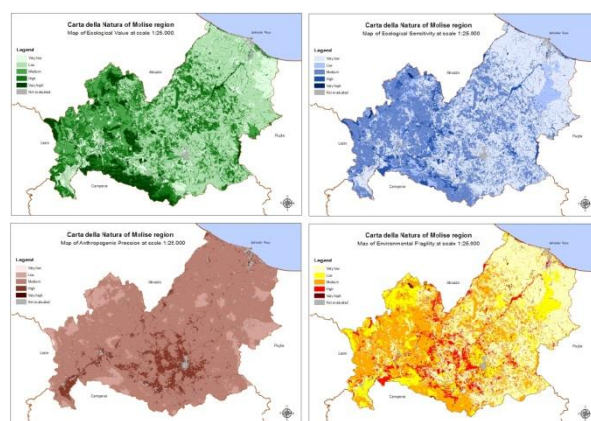 Carta della Natura of Molise region
Map of Ecological Value at scale 1:25.000
Legend
Very low
Low
Medium
High
Very high
Not evaluated
Abruzzo
Lazio
Puglia
Campania
Carta della Natura of Molise region
Map of Ecological Sensitivity at scale 1:25.000
Legend
Very low
Low
Medium
High
Very high
Not evaluated
Abruzzo
Lazio
Puglia
Campania
Carta della Natura of Molise region
Map of Anthropogenic Pressure at scale 1:25.000
Legend
Very low
Low
Medium
High
Very high
Not evaluated
Abruzzo
Lazio
Puglia
Campania
Carta della Natura of Molise region
Map of Environmental Fragility at scale 1:25.000
Legend
Very low
Low
Medium
High
Very high
Not evaluated
Abruzzo
Lazio
Puglia
Campania